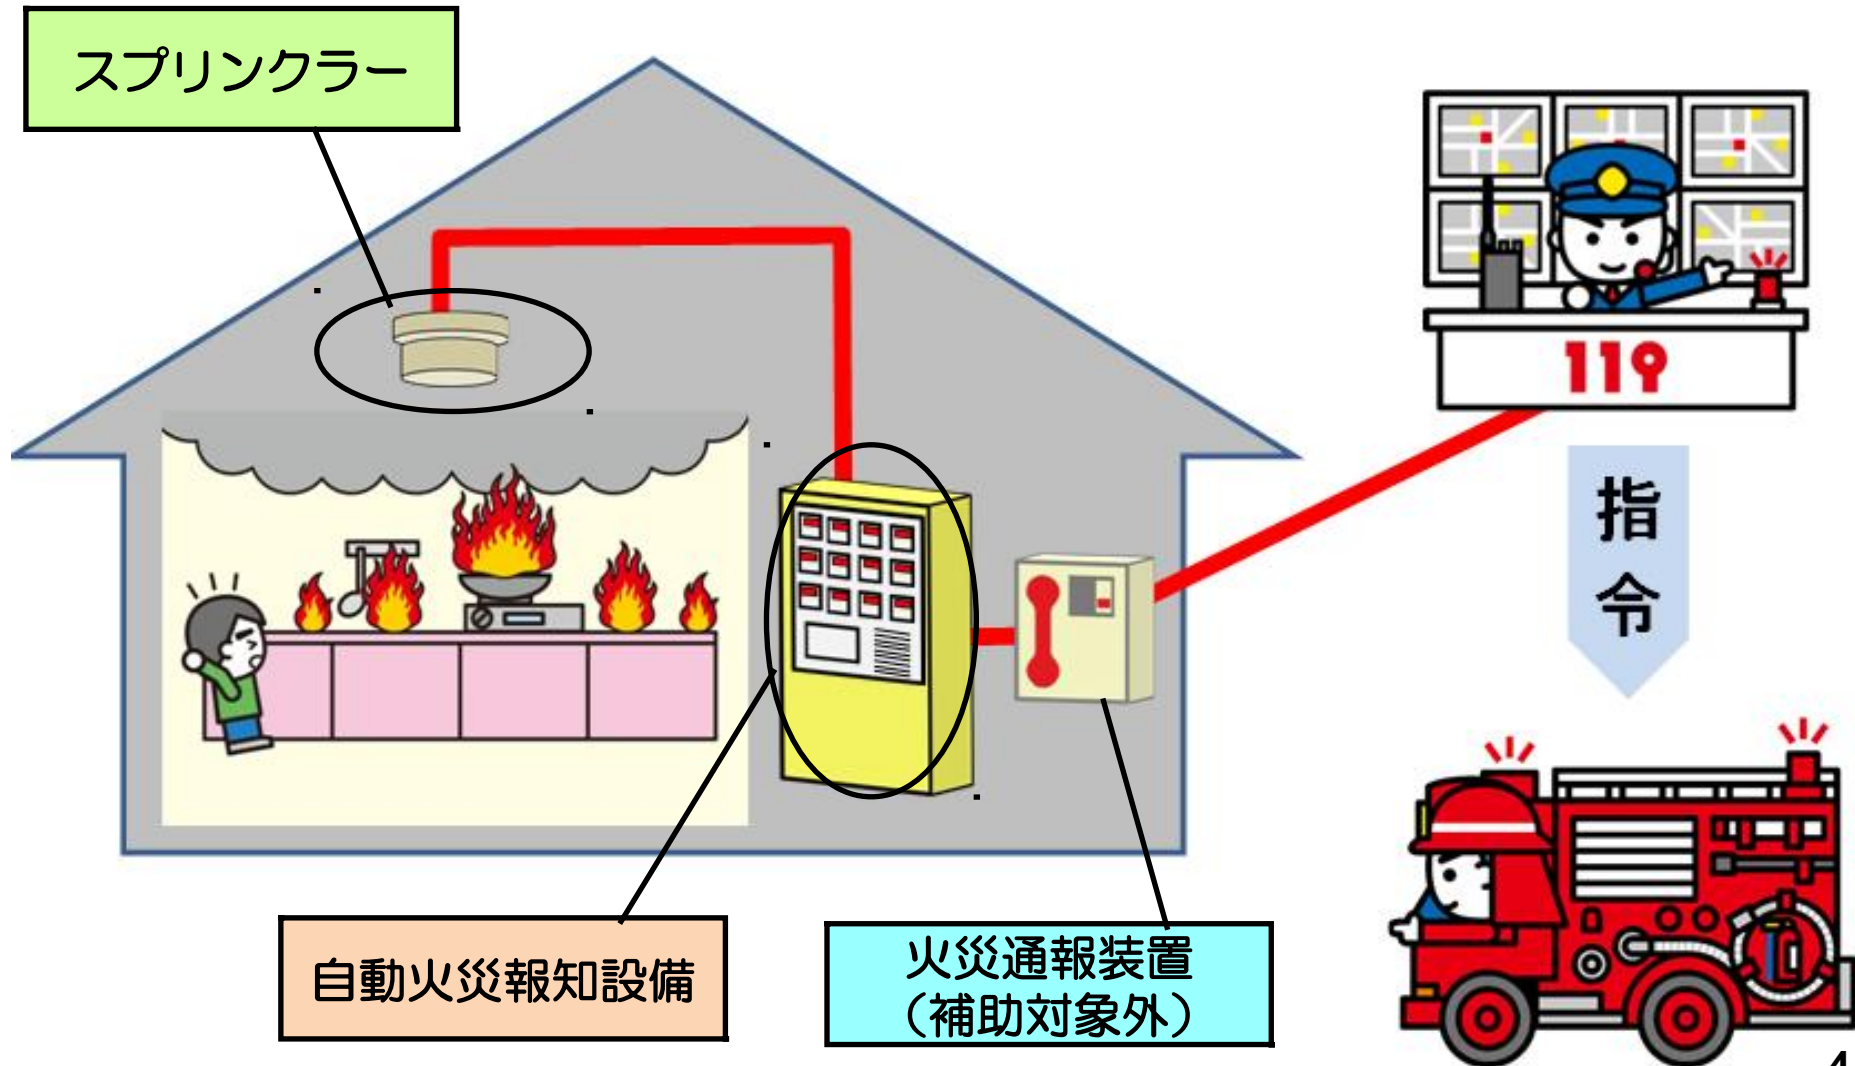 スプリンクラー
119
指
令
自動火災報知設備
火災通報装置
（補助対象外）